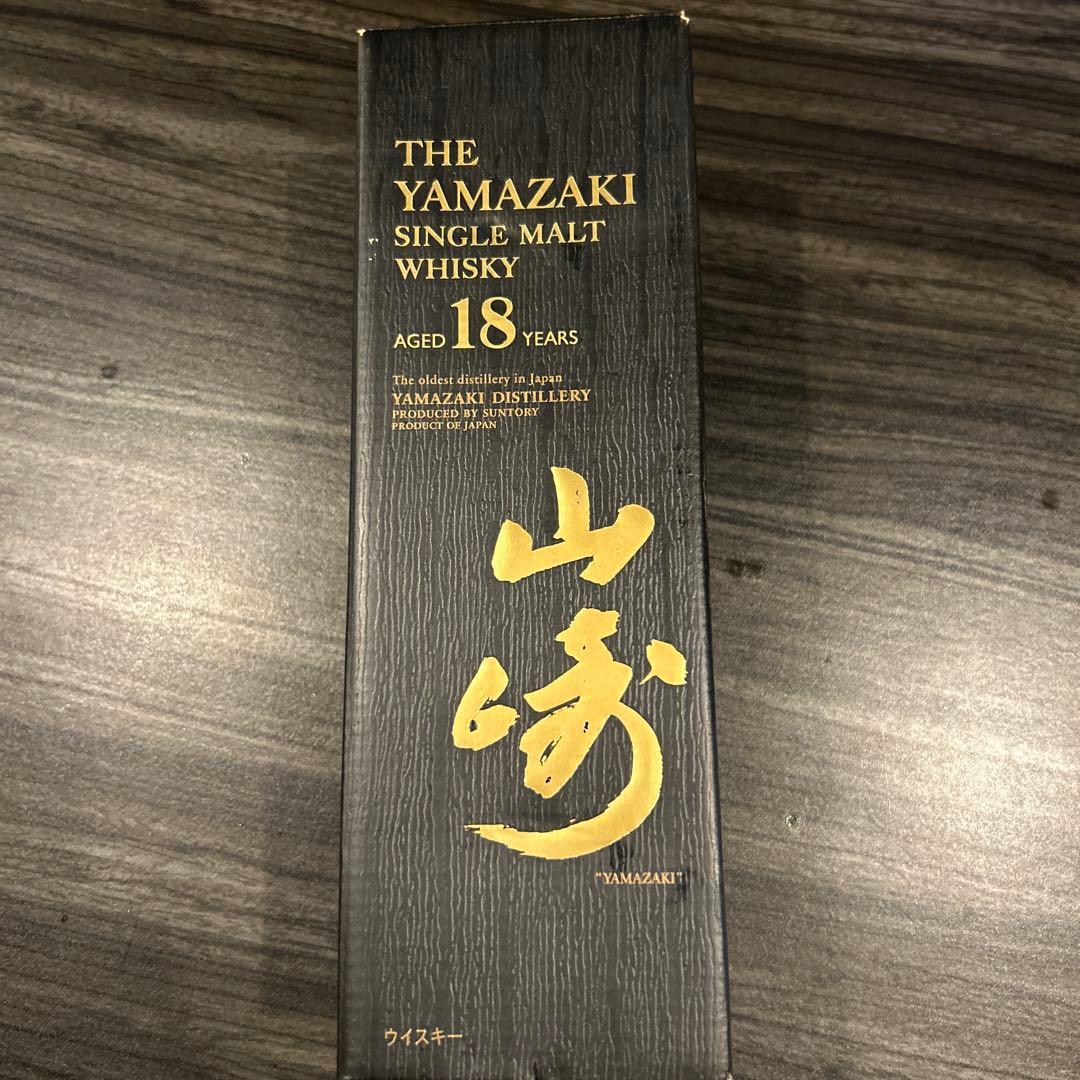 THE
YAMAZAKI
SINGLE MALT
WHISKY
AGED 18 YEARS
The oldest distillery in Japan
YAMAZAKI DISTILLERY
PRODUCED BY SUNTORY
PRODUCT OF JAPAN
山
崎
“YAMAZAKI”
ウイスキー